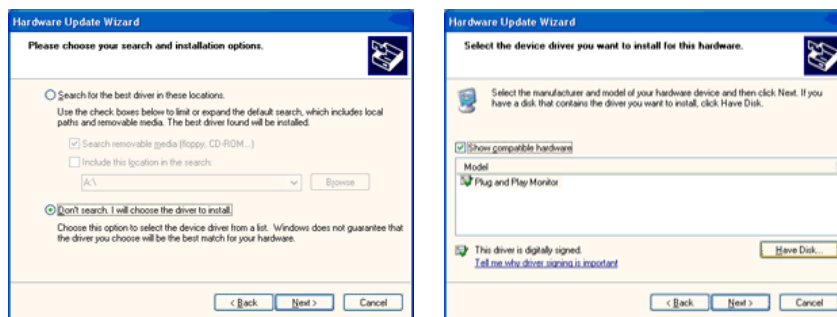 Hardware Update Wizard
Please choose your search and installation options.
Search for the best driver in these locations.
Use the check boxes below to limit or expand the default search, which includes local
paths and removable media. The best driver found will be installed.
Search removable media (floppy, CD-ROM...)
Include this location in the search:
A:\
Browse
Don't search. I will choose the driver to install.
Choose this option to select the device driver from a list. Windows does not guarantee that
the driver you choose will be the best match for your hardware.
< Back
Next >
Cancel
Hardware Update Wizard
Select the device driver you want to install for this hardware.
Select the manufacturer and model of your hardware device and then click Next. If you
have a disk that contains the driver you want to install, click Have Disk.
Show compatible hardware
Model
Plug and Play Monitor
This driver is digitally signed.
Tell me why driver signing is important
Have Disk...
< Back
Next >
Cancel